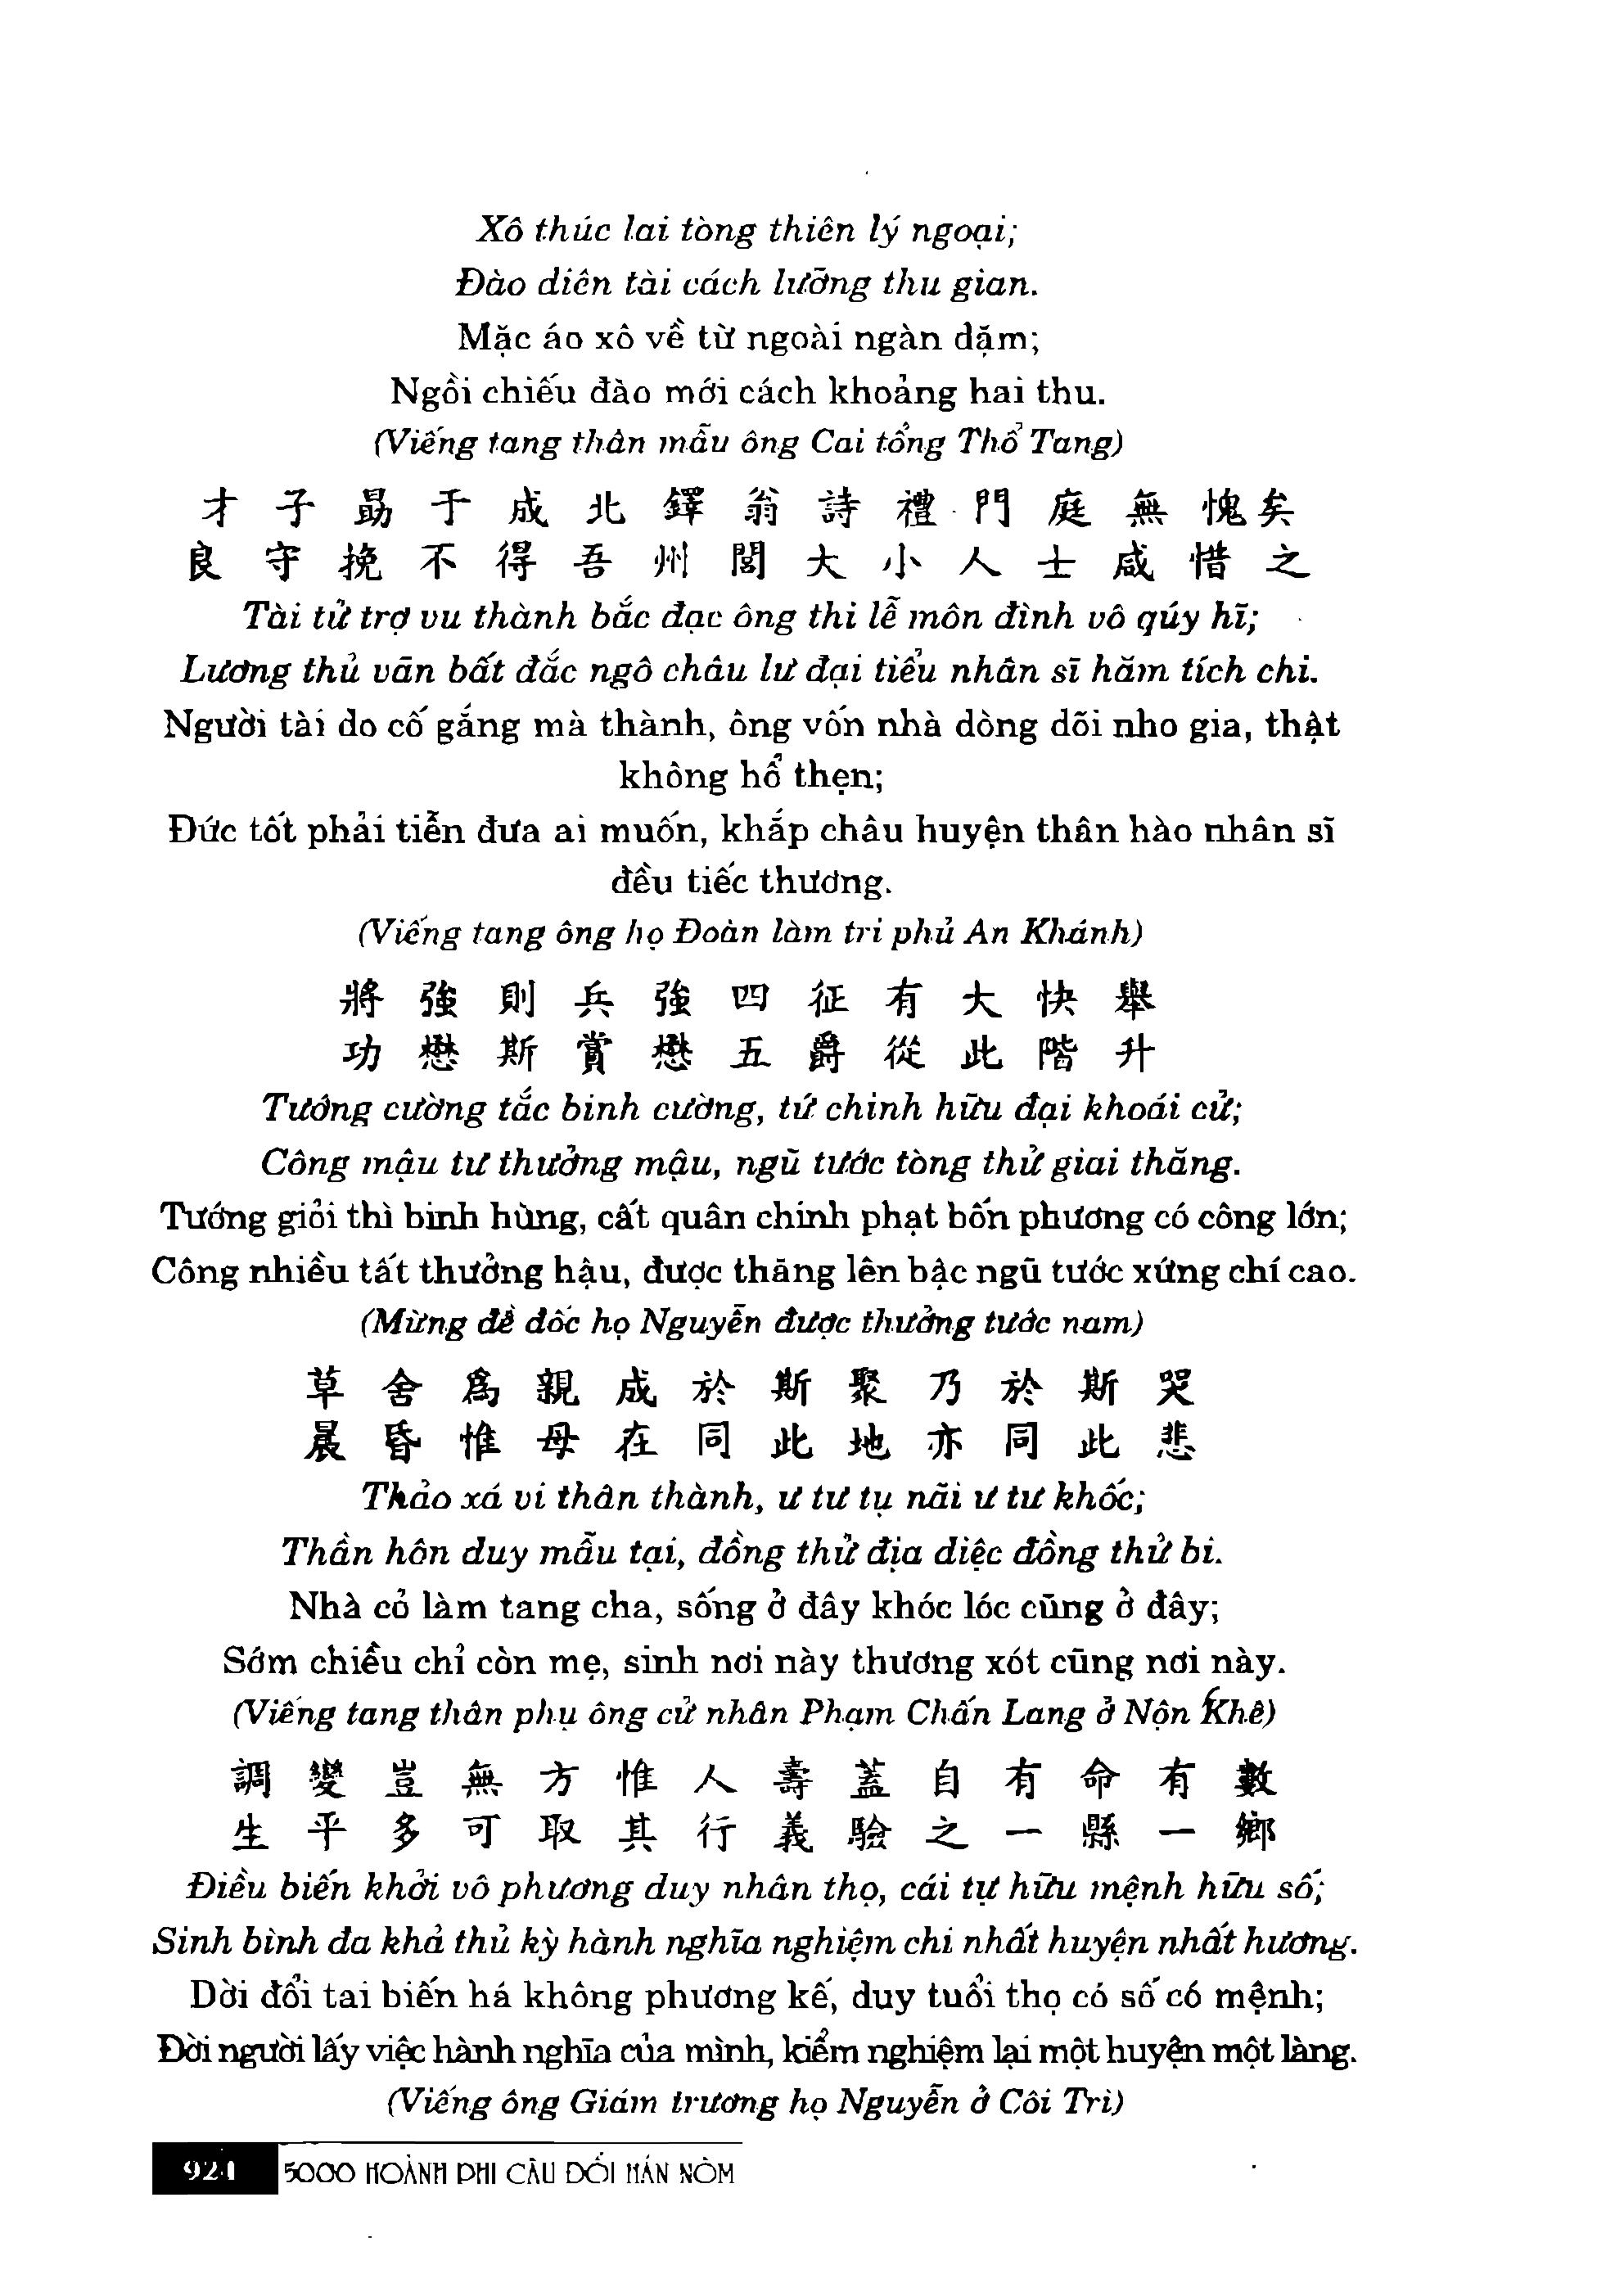 Xô thúc lai tòng thiên lý ngoại;
Đào diên tài cách lưỡng thu gian.
Mặc áo xô về từ ngoài ngàn dặm;
Ngồi chiếu đào mới cách khoảng hai thu.
(Viếng tang thân mẫu ông Cai tổng Thổ Tang)
才子勗于成北鐸翁詩禮門庭無愧矣
良守挽不得吾州閭大小人士咸惜之
Tài tử trợ vu thành bắc đạc ông thi lễ môn đình vô qúy hĩ;
Lương thủ vãn bất đắc ngô châu lư đại tiểu nhân sĩ hăm tích chi.
Người tài do cố gắng mà thành, ông vốn nhà dòng dõi nho gia, thật
không hổ thẹn;
Đức tốt phải tiễn đưa ai muốn, khắp châu huyện thân hào nhân sĩ
đều tiếc thương.
(Viếng tang ông họ Đoàn làm tri phủ An Khánh)
將強則兵強四征有大快舉
功懋斯賞懋五爵從此階升
Tướng cường tắc binh cường, tứ chinh hữu đại khoái cử;
Công mậu tư thưởng mậu, ngũ tước tòng thử giai thăng.
Tướng giỏi thì binh hùng, cất quân chinh phạt bốn phương có công lớn;
Công nhiều tất thưởng hậu, được thăng lên bậc ngũ tước xứng chí cao.
(Mừng đề đốc họ Nguyễn được thưởng tước nam)
草舍爲親成於斯聚乃於斯哭
晨昏惟母在同此地亦同此悲
Thảo xá vi thân thành, ư tư tụ nãi ư tư khốc;
Thần hôn duy mẫu tại, đồng thử địa diệc đồng thử bi.
Nhà cỏ làm tang cha, sống ở đây khóc lóc cũng ở đây;
Sớm chiều chỉ còn mẹ, sinh nơi này thương xót cũng nơi này.
(Viếng tang thân phụ ông cử nhân Phạm Chấn Lang ở Nộn Khê)
調變豈無方惟人壽蓋自有命有數
生平多可取其行義驗之一縣一鄉
Điều biến khởi vô phương duy nhân thọ, cái tự hữu mệnh hữu số;
Sinh bình đa khả thủ kỳ hành nghĩa nghiệm chi nhất huyện nhất hương.
Dời đổi tai biến há không phương kế, duy tuổi thọ có số có mệnh;
Đời người lấy việc hành nghĩa của mình, kiểm nghiệm lại một huyện một làng.
(Viếng ông Giám trương họ Nguyễn ở Côi Trì)
924 5000 HOÀNH PHI CÂU ĐỐI HÁN NÔM